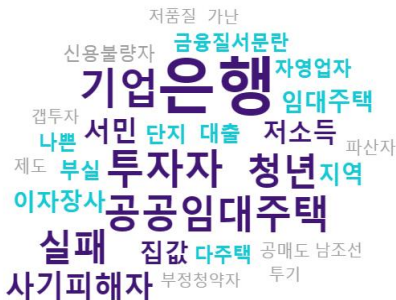 저품질 가난
신용불량자 금융질서문란
기업 은행 자영업자
갭투자 임대주택
나쁜 서민 단지 대출 저소득
제도 부실 투자자 청년 지역 파산자
이자장사 공공임대주택
실패 집값 다주택 공매도 남조선
사기피해자 부정청약자 투기